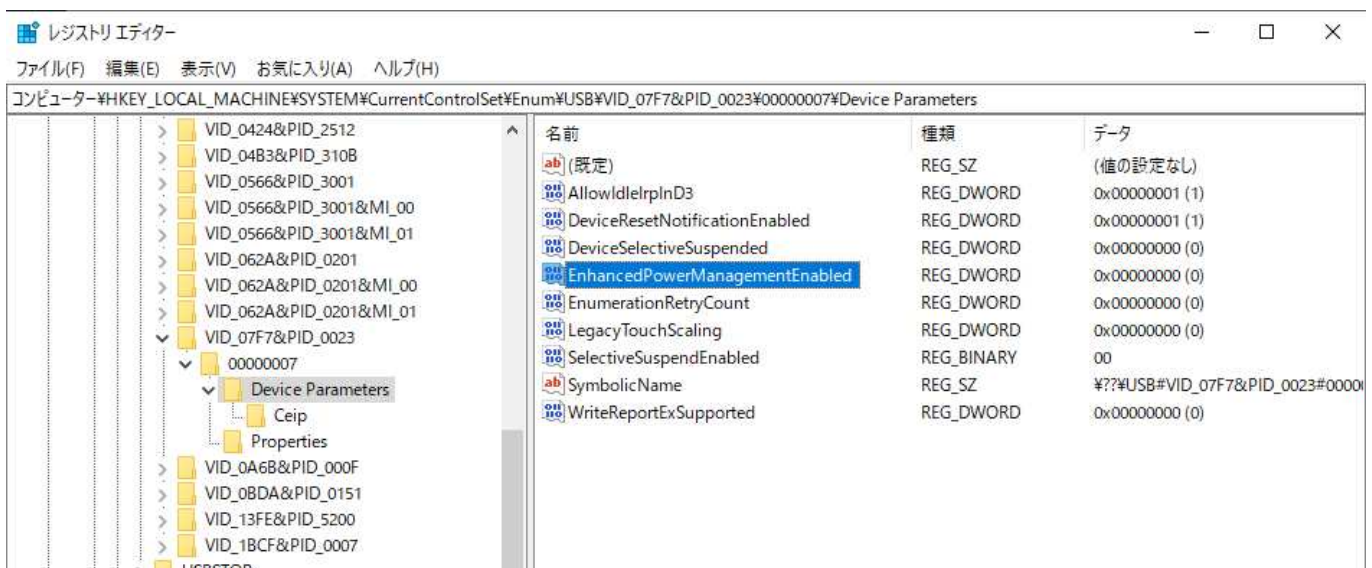 レジストリ エディター
ファイル(F) 編集(E) 表示(V) お気に入り(A) ヘルプ(H)
コンピューター¥HKEY_LOCAL_MACHINE¥SYSTEM¥CurrentControlSet¥Enum¥USB¥VID_07F7&PID_0023¥00000007¥Device Parameters
VID_0424&PID_2512
VID_04B3&PID_310B
VID_0566&PID_3001
VID_0566&PID_3001&MI_00
VID_0566&PID_3001&MI_01
VID_062A&PID_0201
VID_062A&PID_0201&MI_00
VID_062A&PID_0201&MI_01
VID_07F7&PID_0023
00000007
Device Parameters
Ceip
Properties
VID_0A6B&PID_000F
VID_0BDA&PID_0151
VID_13FE&PID_5200
VID_1BCF&PID_0007
名前 種類 データ
(既定) REG_SZ (値の設定なし)
AllowIdleIrpInD3 REG_DWORD 0x00000001 (1)
DeviceResetNotificationEnabled REG_DWORD 0x00000001 (1)
DeviceSelectiveSuspended REG_DWORD 0x00000000 (0)
EnhancedPowerManagementEnabled REG_DWORD 0x00000000 (0)
EnumerationRetryCount REG_DWORD 0x00000000 (0)
LegacyTouchScaling REG_DWORD 0x00000000 (0)
SelectiveSuspendEnabled REG_BINARY 00
SymbolicName REG_SZ ¥??¥USB#VID_07F7&PID_0023#0000
WriteReportExSupported REG_DWORD 0x00000000 (0)